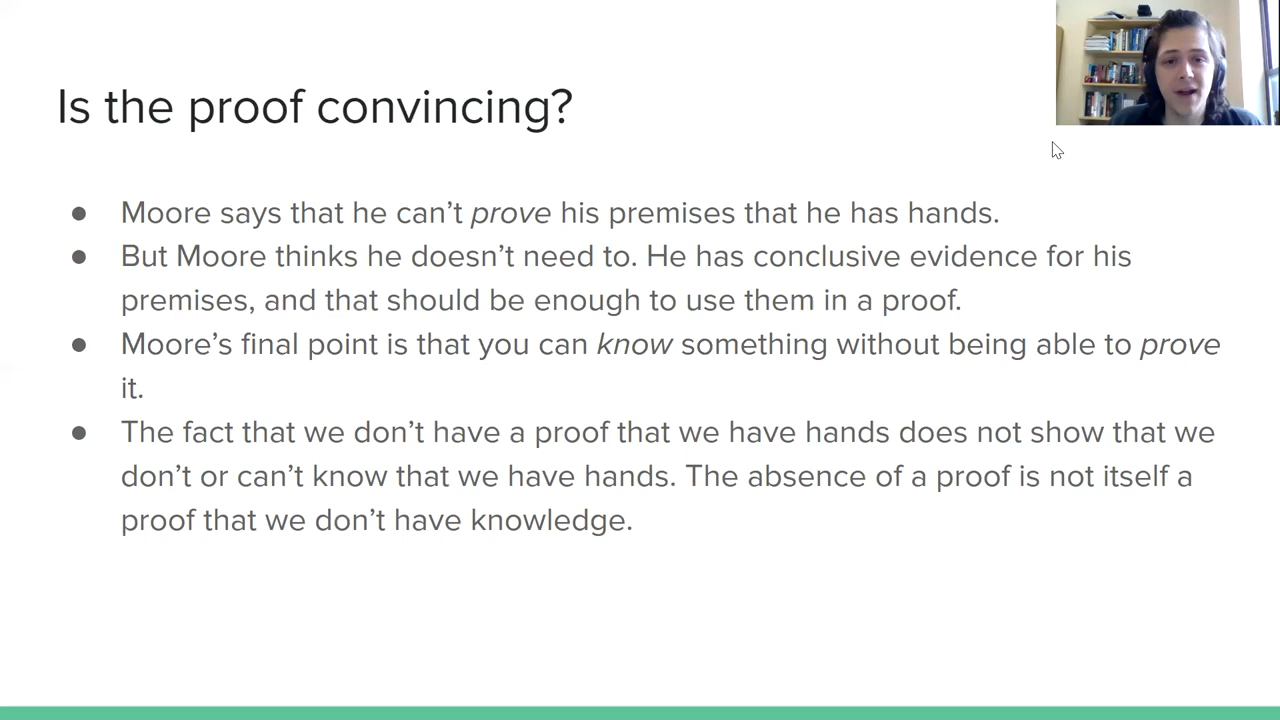 Is the proof convincing?
● Moore says that he can’t prove his premises that he has hands.
● But Moore thinks he doesn’t need to. He has conclusive evidence for his
premises, and that should be enough to use them in a proof.
● Moore’s final point is that you can know something without being able to prove
it.
● The fact that we don’t have a proof that we have hands does not show that we
don’t or can’t know that we have hands. The absence of a proof is not itself a
proof that we don’t have knowledge.